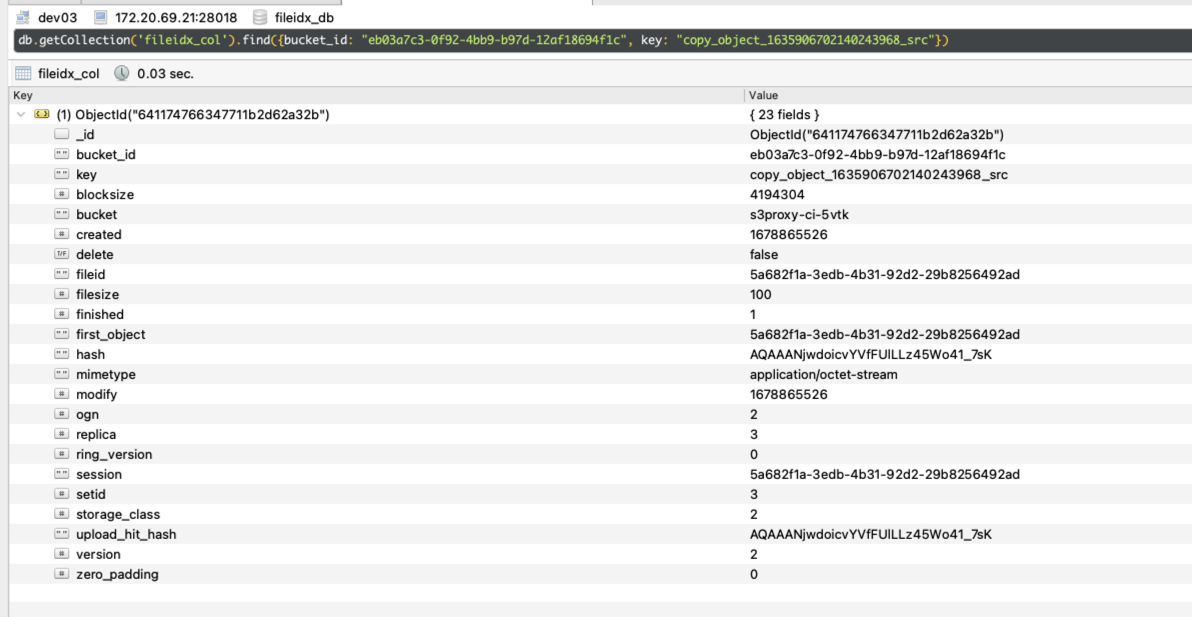 dev03 172.20.69.21:28018 fileidx_db
db.getCollection('fileidx_col').find({bucket_id: "eb03a7c3-0f92-4bb9-b97d-12af18694f1c", key: "copy_object_1635906702140243968_src"})
fileidx_col 0.03 sec.
Key Value
(1) ObjectId("641174766347711b2d62a32b") { 23 fields }
_id ObjectId("641174766347711b2d62a32b")
bucket_id eb03a7c3-0f92-4bb9-b97d-12af18694f1c
key copy_object_1635906702140243968_src
blocksize 4194304
bucket s3proxy-ci-5vtk
created 1678865526
T/F delete false
fileid 5a682f1a-3edb-4b31-92d2-29b8256492ad
filesize 100
finished 1
first_object 5a682f1a-3edb-4b31-92d2-29b8256492ad
hash AQAAANjwdoicvYVfFUlLLz45Wo41_7sK
mimetype application/octet-stream
modify 1678865526
ogn 2
replica 3
ring_version 0
session 5a682f1a-3edb-4b31-92d2-29b8256492ad
setid 3
storage_class 2
upload_hit_hash AQAAANjwdoicvYVfFUlLLz45Wo41_7sK
version 2
zero_padding 0